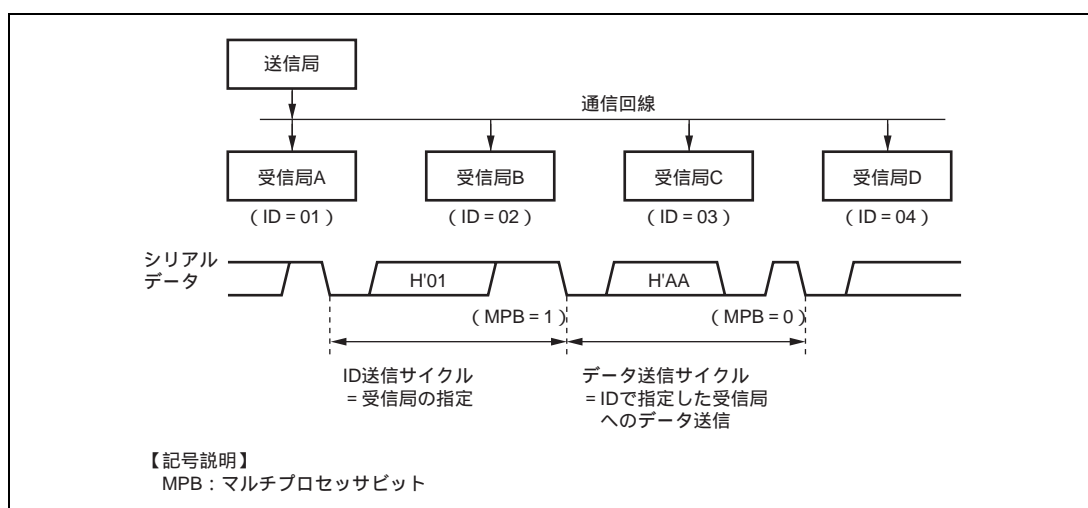 送信局
通信回線
受信局A
受信局B
受信局C
受信局D
（ID = 01）
（ID = 02）
（ID = 03）
（ID = 04）
シリアル
データ
H'01
H'AA
（MPB = 1）
（MPB = 0）
ID送信サイクル
= 受信局の指定
データ送信サイクル
= IDで指定した受信局
へのデータ送信
【記号説明】
MPB : マルチプロセッサビット